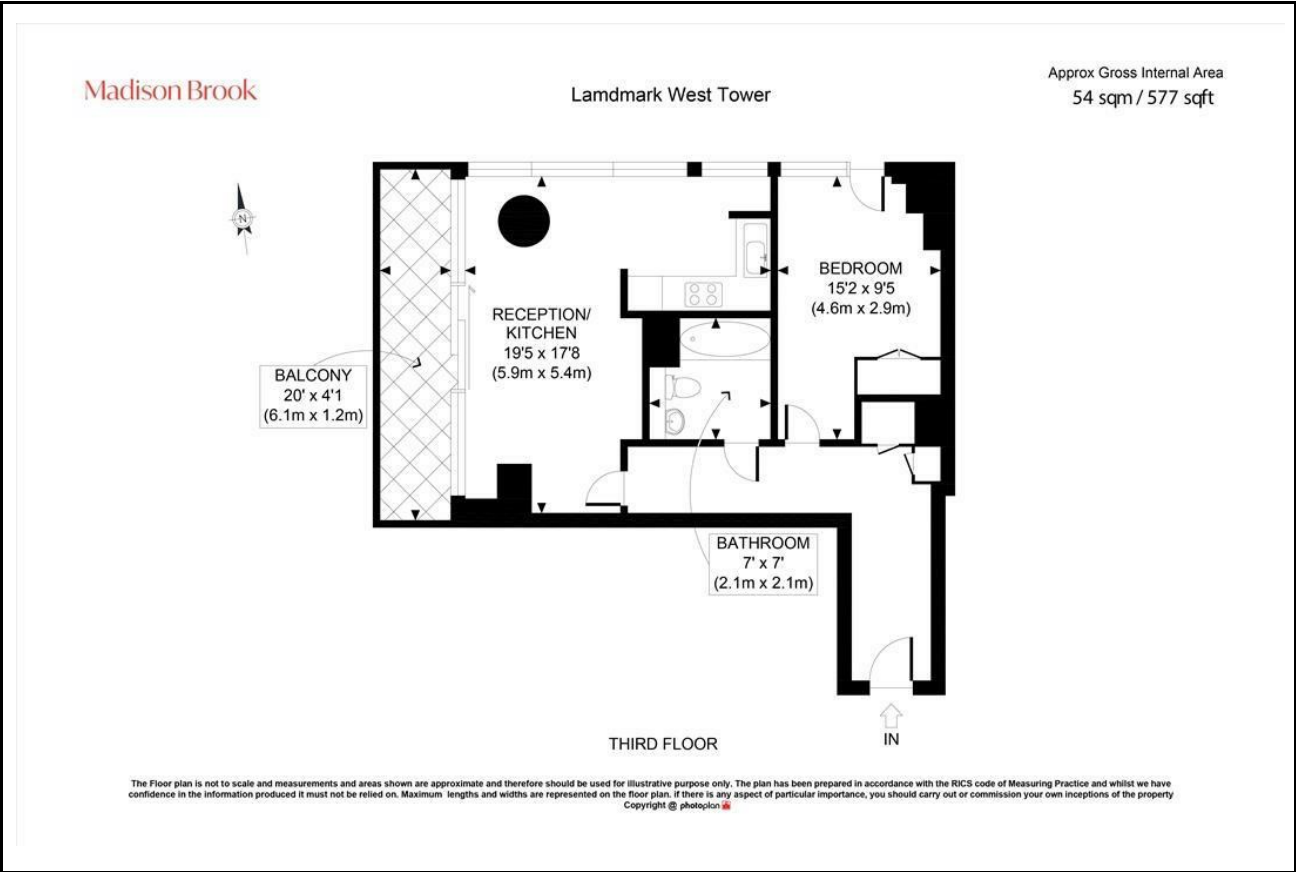 Madison Brook
Lamdmark West Tower
Approx Gross Internal Area
54 sqm / 577 sqft
N
BEDROOM
15'2 x 9'5
(4.6m x 2.9m)
RECEPTION/
KITCHEN
19'5 x 17'8
(5.9m x 5.4m)
BALCONY
20' x 4'1
(6.1m x 1.2m)
BATHROOM
7' x 7'
(2.1m x 2.1m)
IN
THIRD FLOOR
The Floor plan is not to scale and measurements and areas shown are approximate and therefore should be used for illustrative purpose only. The plan has been prepared in accordance with the RICS code of Measuring Practice and whilst we have
confidence in the information produced it must not be relied on. Maximum lengths and widths are represented on the floor plan. if there is any aspect of particular importance, you should carry out or commission your own inceptions of the property
Copyright @ photoplan